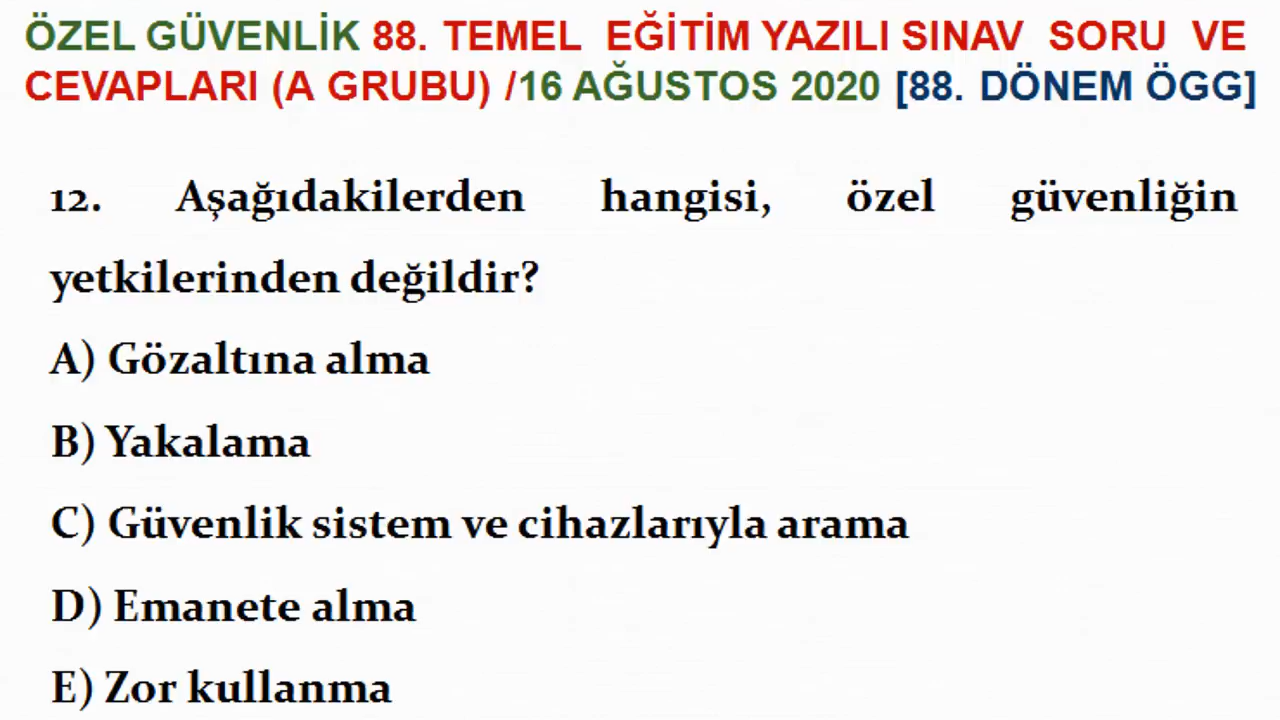 ÖZEL GÜVENLİK 88. TEMEL EĞİTİM YAZILI SINAV SORU VE
CEVAPLARI (A GRUBU) /16 AĞUSTOS 2020 [88. DÖNEM ÖGG]
12. Aşağıdakilerden hangisi, özel güvenliğin
yetkilerinden değildir?
A) Gözaltına alma
B) Yakalama
C) Güvenlik sistem ve cihazlarıyla arama
D) Emanete alma
E) Zor kullanma